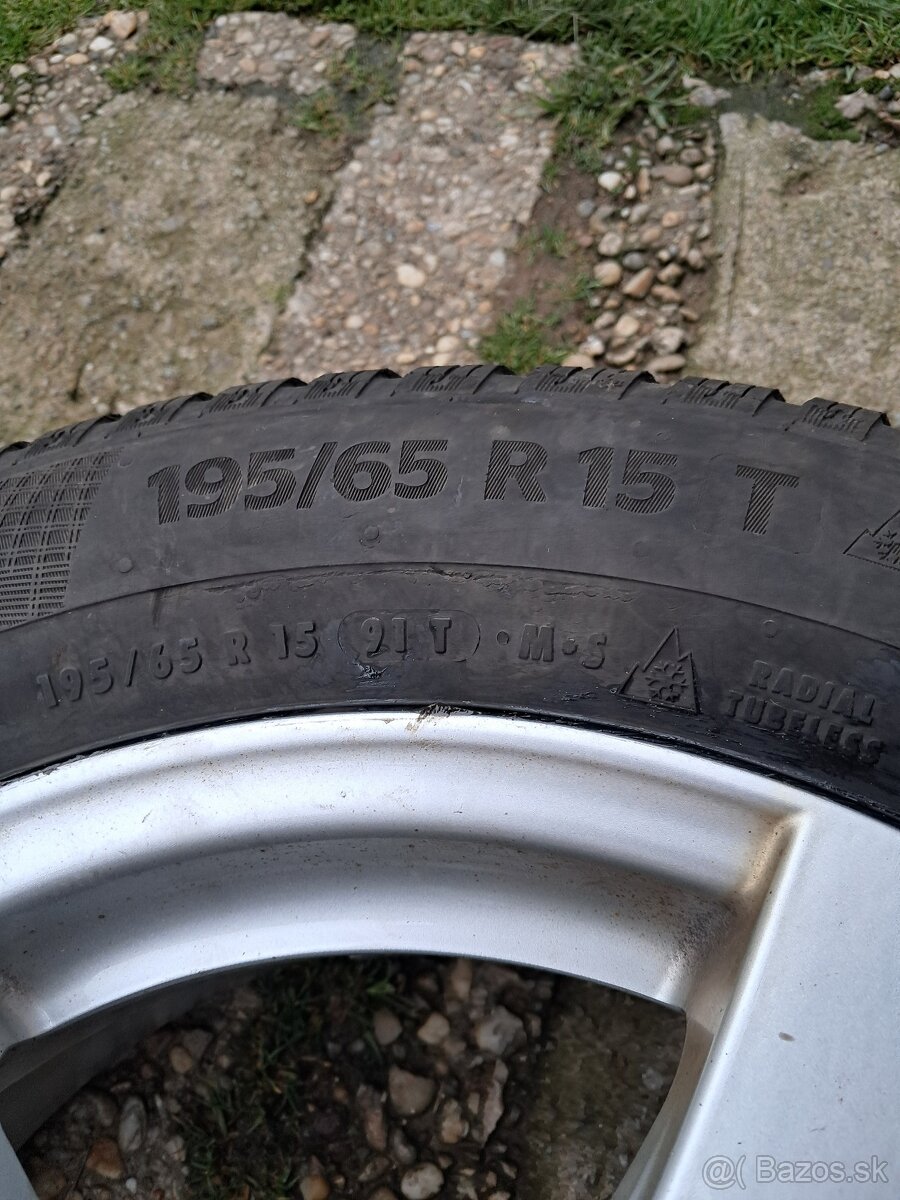 195/65 R 15 T
195/65 R 15 91 T •M•S
RADIAL
TUBELESS
@( Bazos.sk